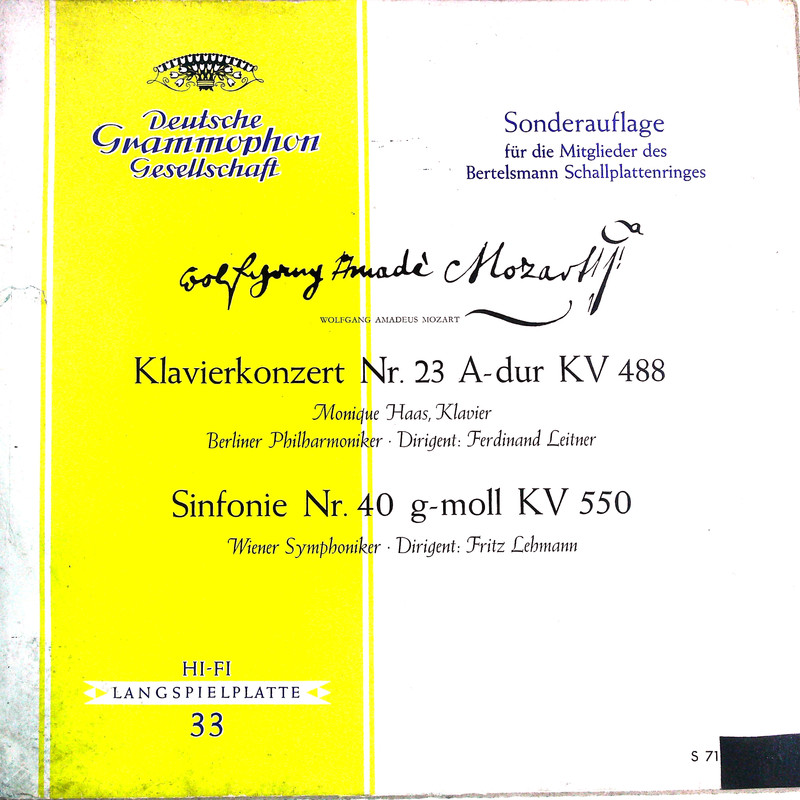 Deutsche
Grammophon
Gesellschaft
Sonderauflage
für die Mitglieder des
Bertelsmann Schallplattenringes
Wolfgang Amadè Mozart
WOLFGANG AMADEUS MOZART
Klavierkonzert Nr. 23 A-dur KV 488
Monique Haas, Klavier
Berliner Philharmoniker · Dirigent: Ferdinand Leitner
Sinfonie Nr. 40 g-moll KV 550
Wiener Symphoniker · Dirigent: Fritz Lehmann
HI-FI
LANGSPIELPLATTE
33
S 71